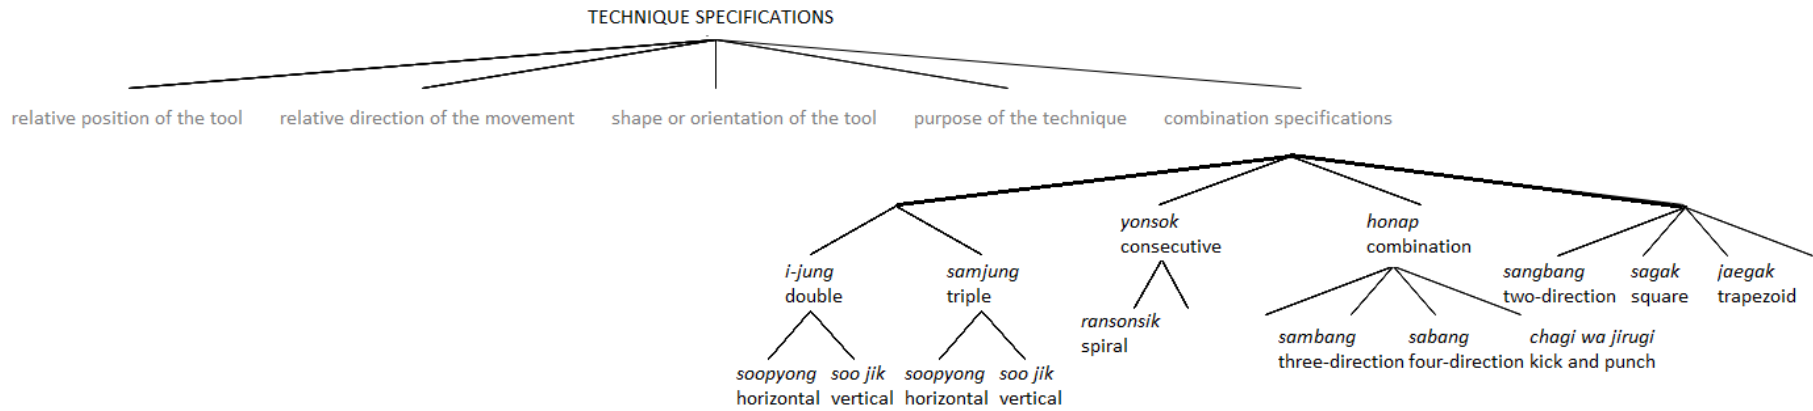 TECHNIQUE SPECIFICATIONS
relative position of the tool
relative direction of the movement
shape or orientation of the tool
purpose of the technique
combination specifications
i-jung
double
samjung
triple
yonsok
consecutive
honap
combination
sangbang
two-direction
sagak
square
jaegak
trapezoid
soopyong
horizontal
soo jik
vertical
soopyong
horizontal
soo jik
vertical
ransonsik
spiral
sambang
three-direction
sabang
four-direction
chagi wa jirugi
kick and punch